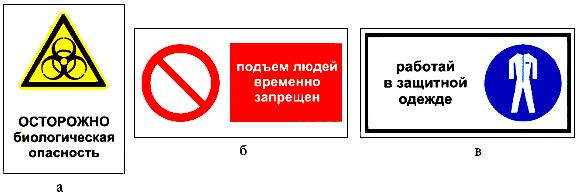 ОСТОРОЖНО
биологическая
опасность
а
подъем людей
временно
запрещен
б
работай
в защитной
одежде
в